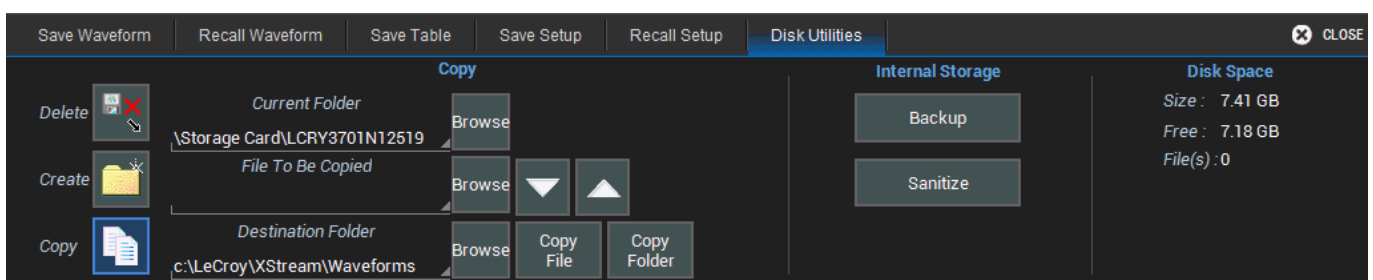 Save Waveform Recall Waveform Save Table Save Setup Recall Setup Disk Utilities CLOSE
Copy Internal Storage Disk Space
Delete
Current Folder
\Storage Card\LCRY3701N12519
Browse
Backup
Size : 7.41 GB
Free : 7.18 GB
Create
File To Be Copied
Browse
Sanitize
File(s) :0
Copy
Destination Folder
c:\LeCroy\XStream\Waveforms
Browse
Copy
File
Copy
Folder